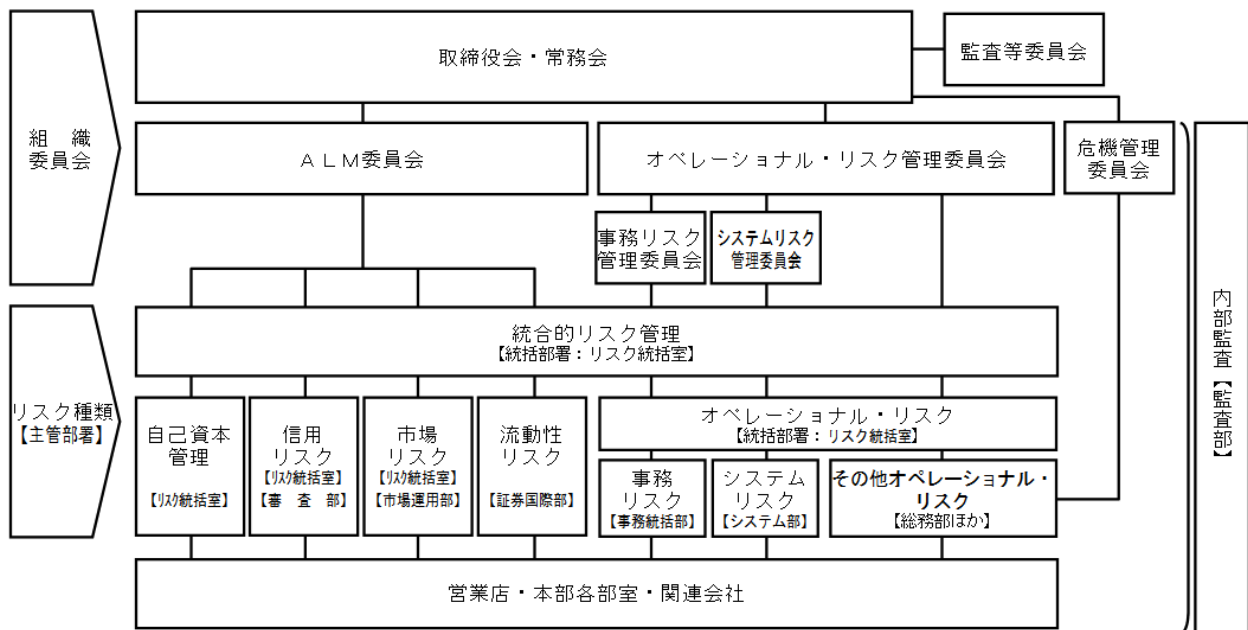 取締役会・常務会
監査等委員会
組　織
委員会
ＡＬＭ委員会
オペレーショナル・リスク管理委員会
危機管理
委員会
事務リスク
管理委員会
システムリスク
管理委員会
内部監査【監査部】
統合的リスク管理
【統括部署：リスク統括室】
リスク種類
【主管部署】
自己資本
管理
【リスク統括室】
信用
リスク
【リスク統括室】
【審　査　部】
市場
リスク
【リスク統括室】
【市場運用部】
流動性
リスク
【証券国際部】
オペレーショナル・リスク
【統括部署：リスク統括室】
事務
リスク
【事務統括部】
システム
リスク
【システム部】
その他オペレーショナル・
リスク
【総務部ほか】
営業店・本部各部室・関連会社